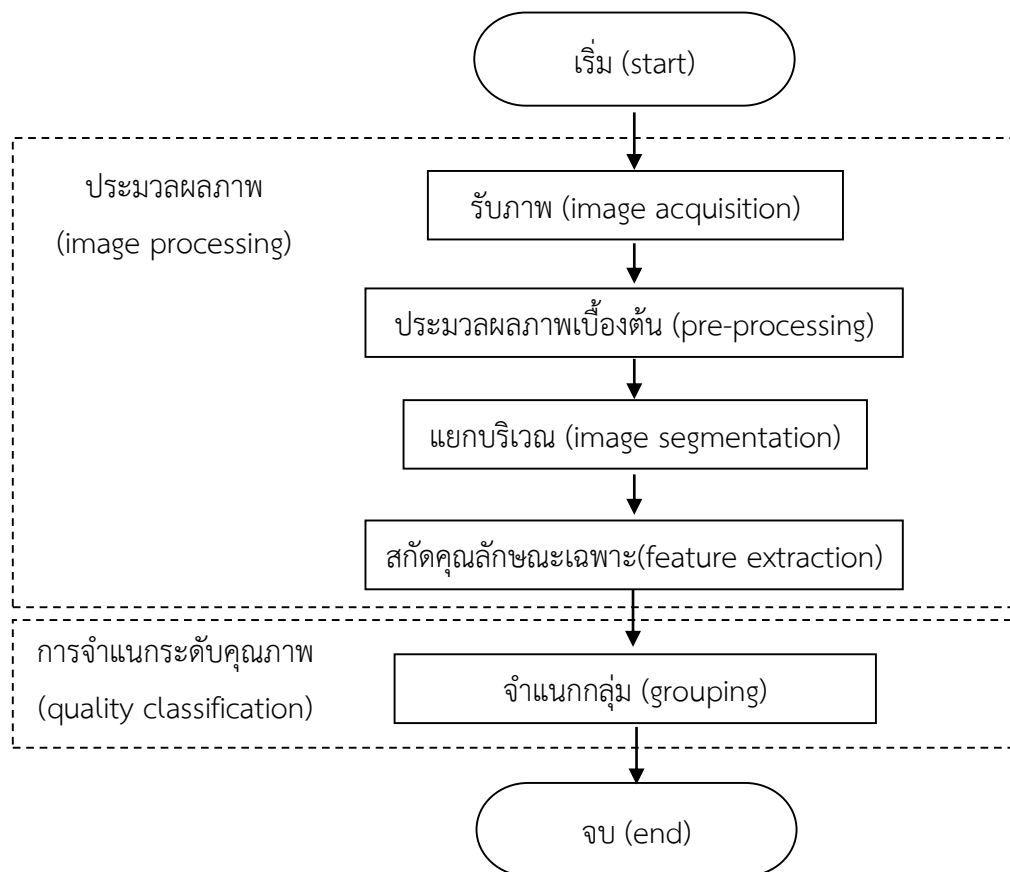 เริ่ม (start)
ประมวลผลภาพ
(image processing)
รับภาพ (image acquisition)
ประมวลผลภาพเบื้องต้น (pre-processing)
แยกบริเวณ (image segmentation)
สกัดคุณลักษณะเฉพาะ(feature extraction)
การจำแนกระดับคุณภาพ
(quality classification)
จำแนกกลุ่ม (grouping)
จบ (end)